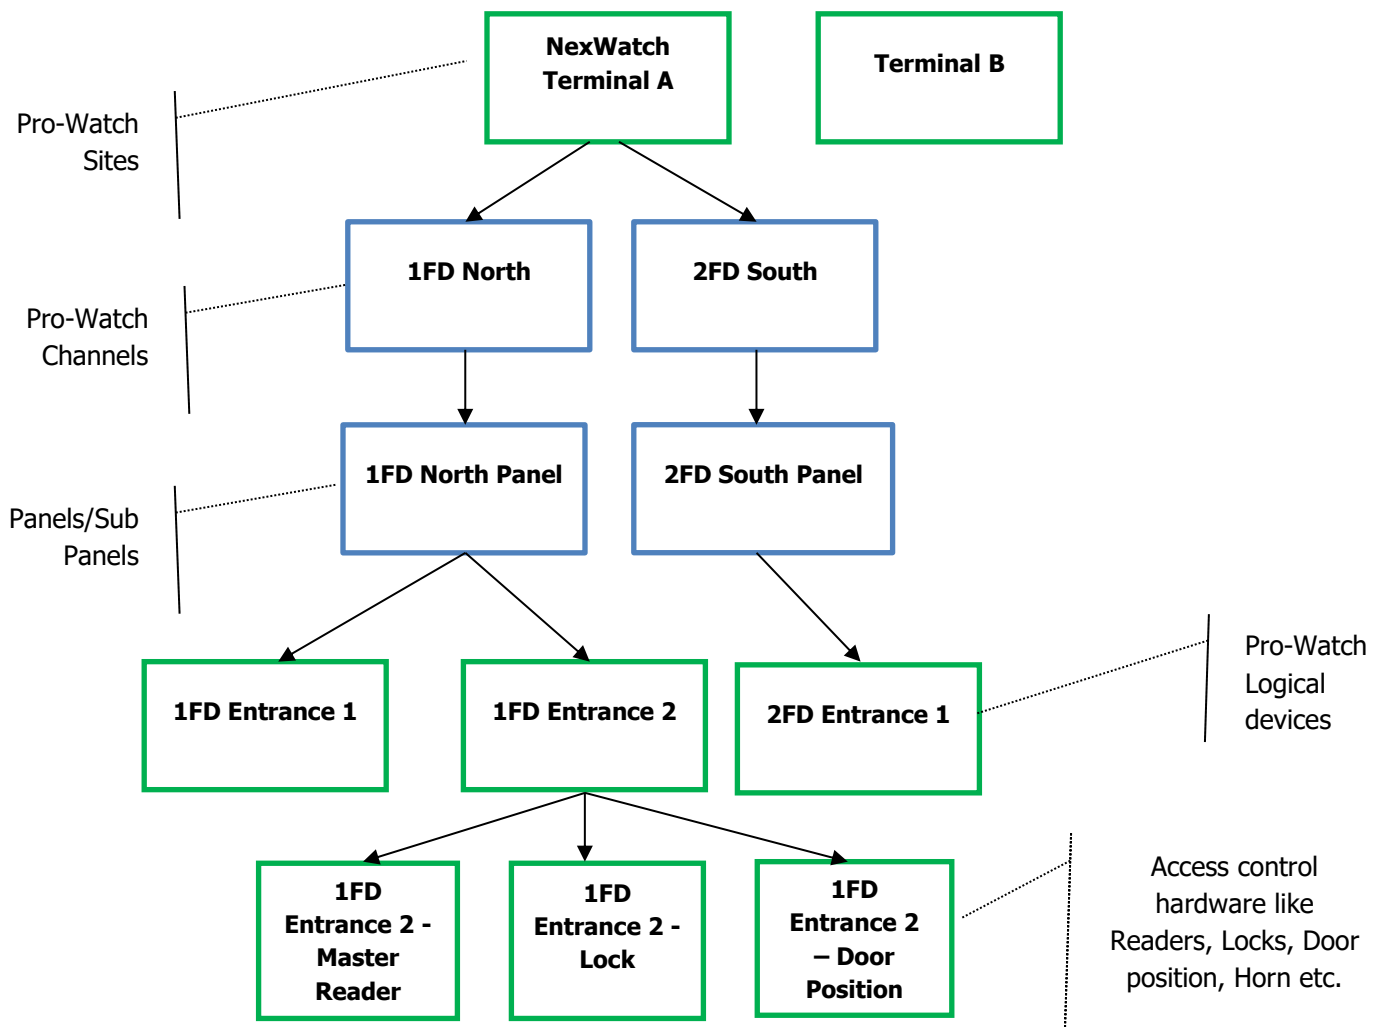 NexWatch
Terminal A
Terminal B
Pro-Watch
Sites
1FD North
2FD South
Pro-Watch
Channels
1FD North Panel
2FD South Panel
Panels/Sub
Panels
1FD Entrance 1
1FD Entrance 2
2FD Entrance 1
Pro-Watch
Logical
devices
1FD
Entrance 2 -
Master
Reader
1FD
Entrance 2 -
Lock
1FD
Entrance 2
– Door
Position
Access control
hardware like
Readers, Locks, Door
position, Horn etc.